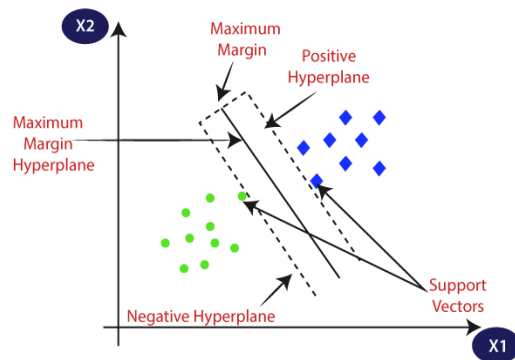 X2
Maximum
Margin
Positive
Hyperplane
Maximum
Margin
Hyperplane
Support
Vectors
Negative Hyperplane
X1